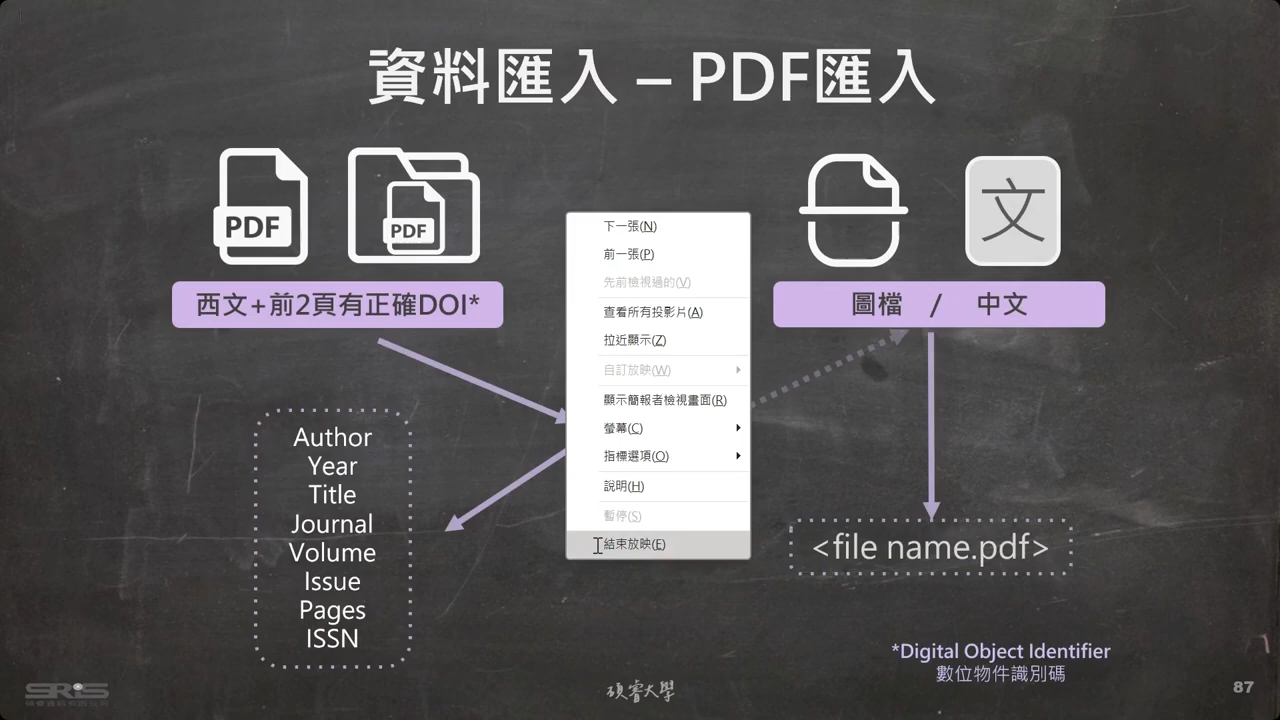 資料匯入 – PDF匯入
PDF
PDF
文
西文+前2頁有正確DOI*
圖檔 / 中文
下一張(N)
前一張(P)
先前檢視過的(V)
查看所有投影片(A)
拉近顯示(Z)
自訂放映(W)
顯示簡報者檢視畫面(R)
螢幕(C)
指標選項(O)
說明(H)
暫停(S)
結束放映(E)
Author
Year
Title
Journal
Volume
Issue
Pages
ISSN
<file name.pdf>
*Digital Object Identifier
數位物件識別碼
SRIS
碩睿大學
87